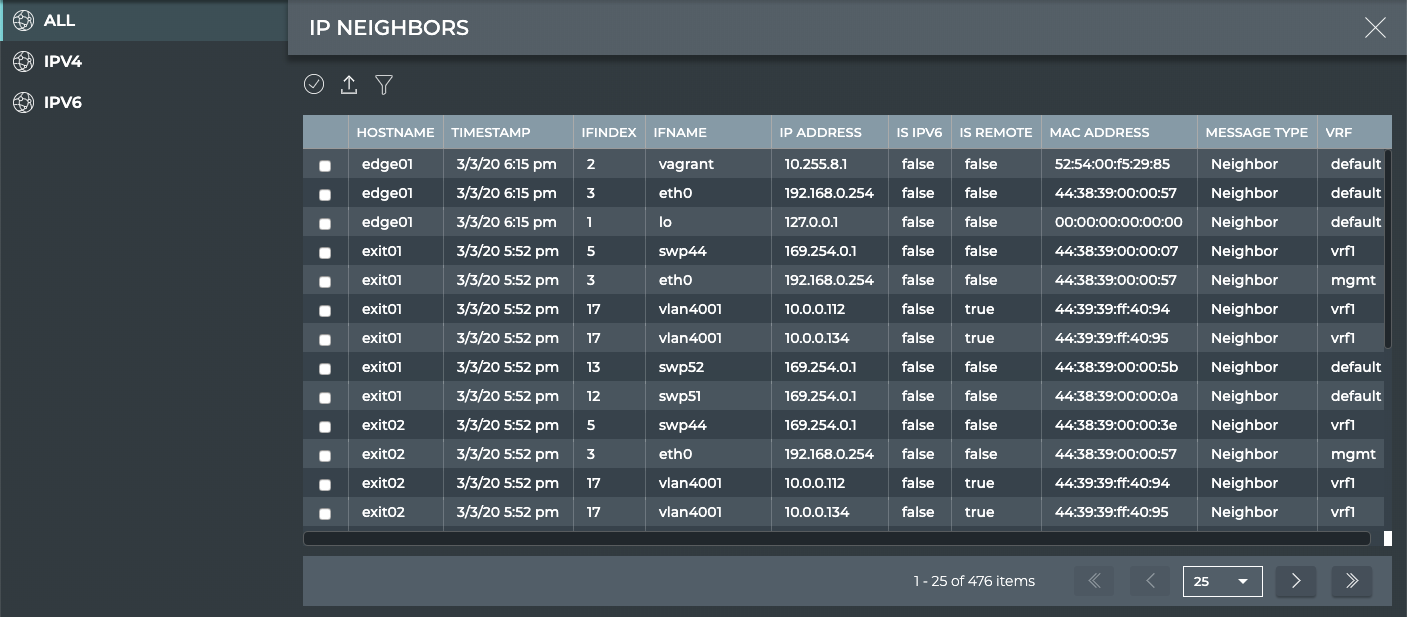 ALL
IPV4
IPV6
IP NEIGHBORS
HOSTNAME TIMESTAMP IFINDEX IFNAME IP ADDRESS IS IPV6 IS REMOTE MAC ADDRESS MESSAGE TYPE VRF
edge01 3/3/20 6:15 pm 2 vagrant 10.255.8.1 false false 52:54:00:f5:29:85 Neighbor default
edge01 3/3/20 6:15 pm 3 eth0 192.168.0.254 false false 44:38:39:00:00:57 Neighbor default
edge01 3/3/20 6:15 pm 1 lo 127.0.0.1 false false 00:00:00:00:00:00 Neighbor default
exit01 3/3/20 5:52 pm 5 swp44 169.254.0.1 false false 44:38:39:00:00:07 Neighbor vrf1
exit01 3/3/20 5:52 pm 3 eth0 192.168.0.254 false false 44:38:39:00:00:57 Neighbor mgmt
exit01 3/3/20 5:52 pm 17 vlan4001 10.0.0.112 false true 44:39:39:ff:40:94 Neighbor vrf1
exit01 3/3/20 5:52 pm 17 vlan4001 10.0.0.134 false true 44:39:39:ff:40:95 Neighbor vrf1
exit01 3/3/20 5:52 pm 13 swp52 169.254.0.1 false false 44:38:39:00:00:5b Neighbor default
exit01 3/3/20 5:52 pm 12 swp51 169.254.0.1 false false 44:38:39:00:00:0a Neighbor default
exit02 3/3/20 5:52 pm 5 swp44 169.254.0.1 false false 44:38:39:00:00:3e Neighbor vrf1
exit02 3/3/20 5:52 pm 3 eth0 192.168.0.254 false false 44:38:39:00:00:57 Neighbor mgmt
exit02 3/3/20 5:52 pm 17 vlan4001 10.0.0.112 false true 44:39:39:ff:40:94 Neighbor vrf1
exit02 3/3/20 5:52 pm 17 vlan4001 10.0.0.134 false true 44:39:39:ff:40:95 Neighbor vrf1
1 - 25 of 476 items 25